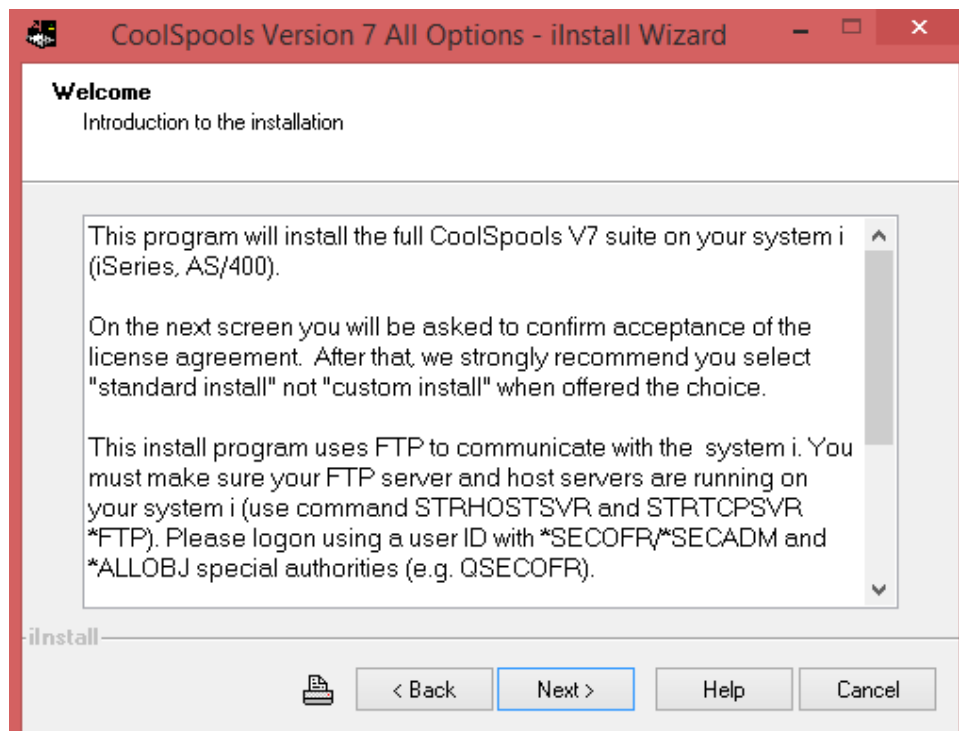 CoolSpools Version 7 All Options - iInstall Wizard
Welcome
Introduction to the installation
This program will install the full CoolSpools V7 suite on your system i
(iSeries, AS/400).
On the next screen you will be asked to confirm acceptance of the
license agreement.  After that, we strongly recommend you select
"standard install" not "custom install" when offered the choice.
This install program uses FTP to communicate with the  system i. You
must make sure your FTP server and host servers are running on
your system i (use command STRHOSTSVR and STRTCPSVR
*FTP). Please logon using a user ID with *SECOFR/*SECADM and
*ALLOBJ special authorities (e.g. QSECOFR).
iInstall
< Back
Next >
Help
Cancel